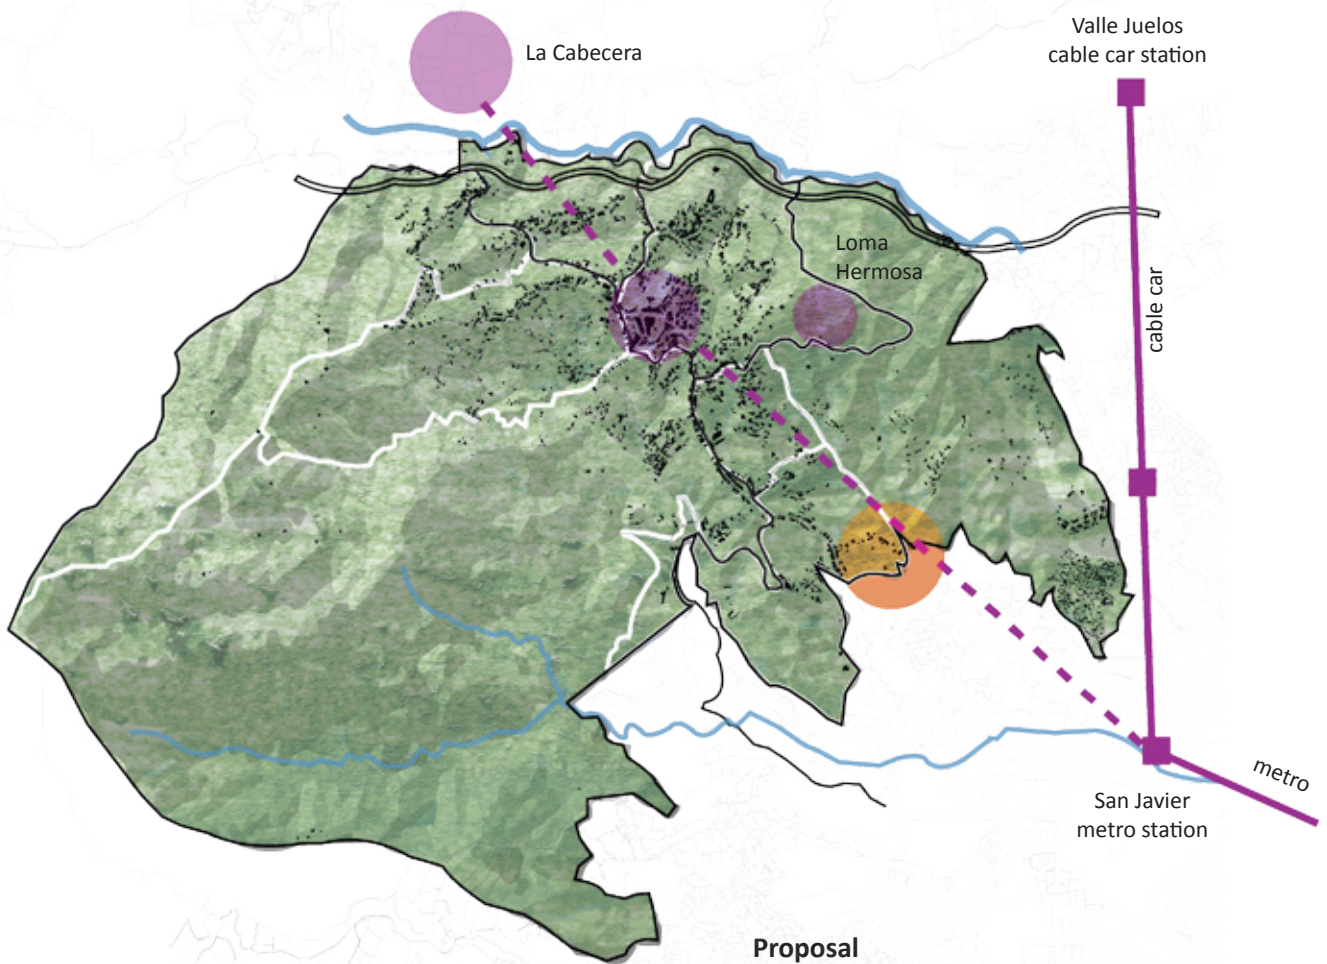 Valle Juelos
cable car station
La Cabecera
Loma
Hermosa
cable car
metro
San Javier
metro station
Proposal